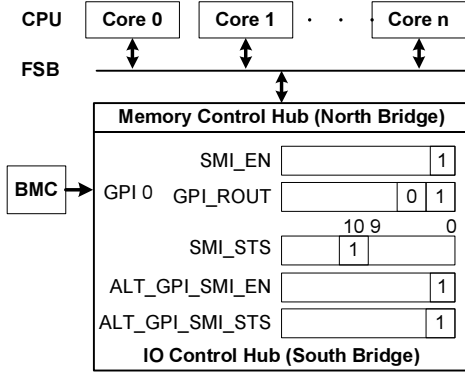 CPU Core 0 Core 1 · · · Core n
FSB
Memory Control Hub (North Bridge)
SMI_EN 1
BMC GPI 0 GPI_ROUT 0 1
10 9 0
SMI_STS 1
ALT_GPI_SMI_EN 1
ALT_GPI_SMI_STS 1
IO Control Hub (South Bridge)